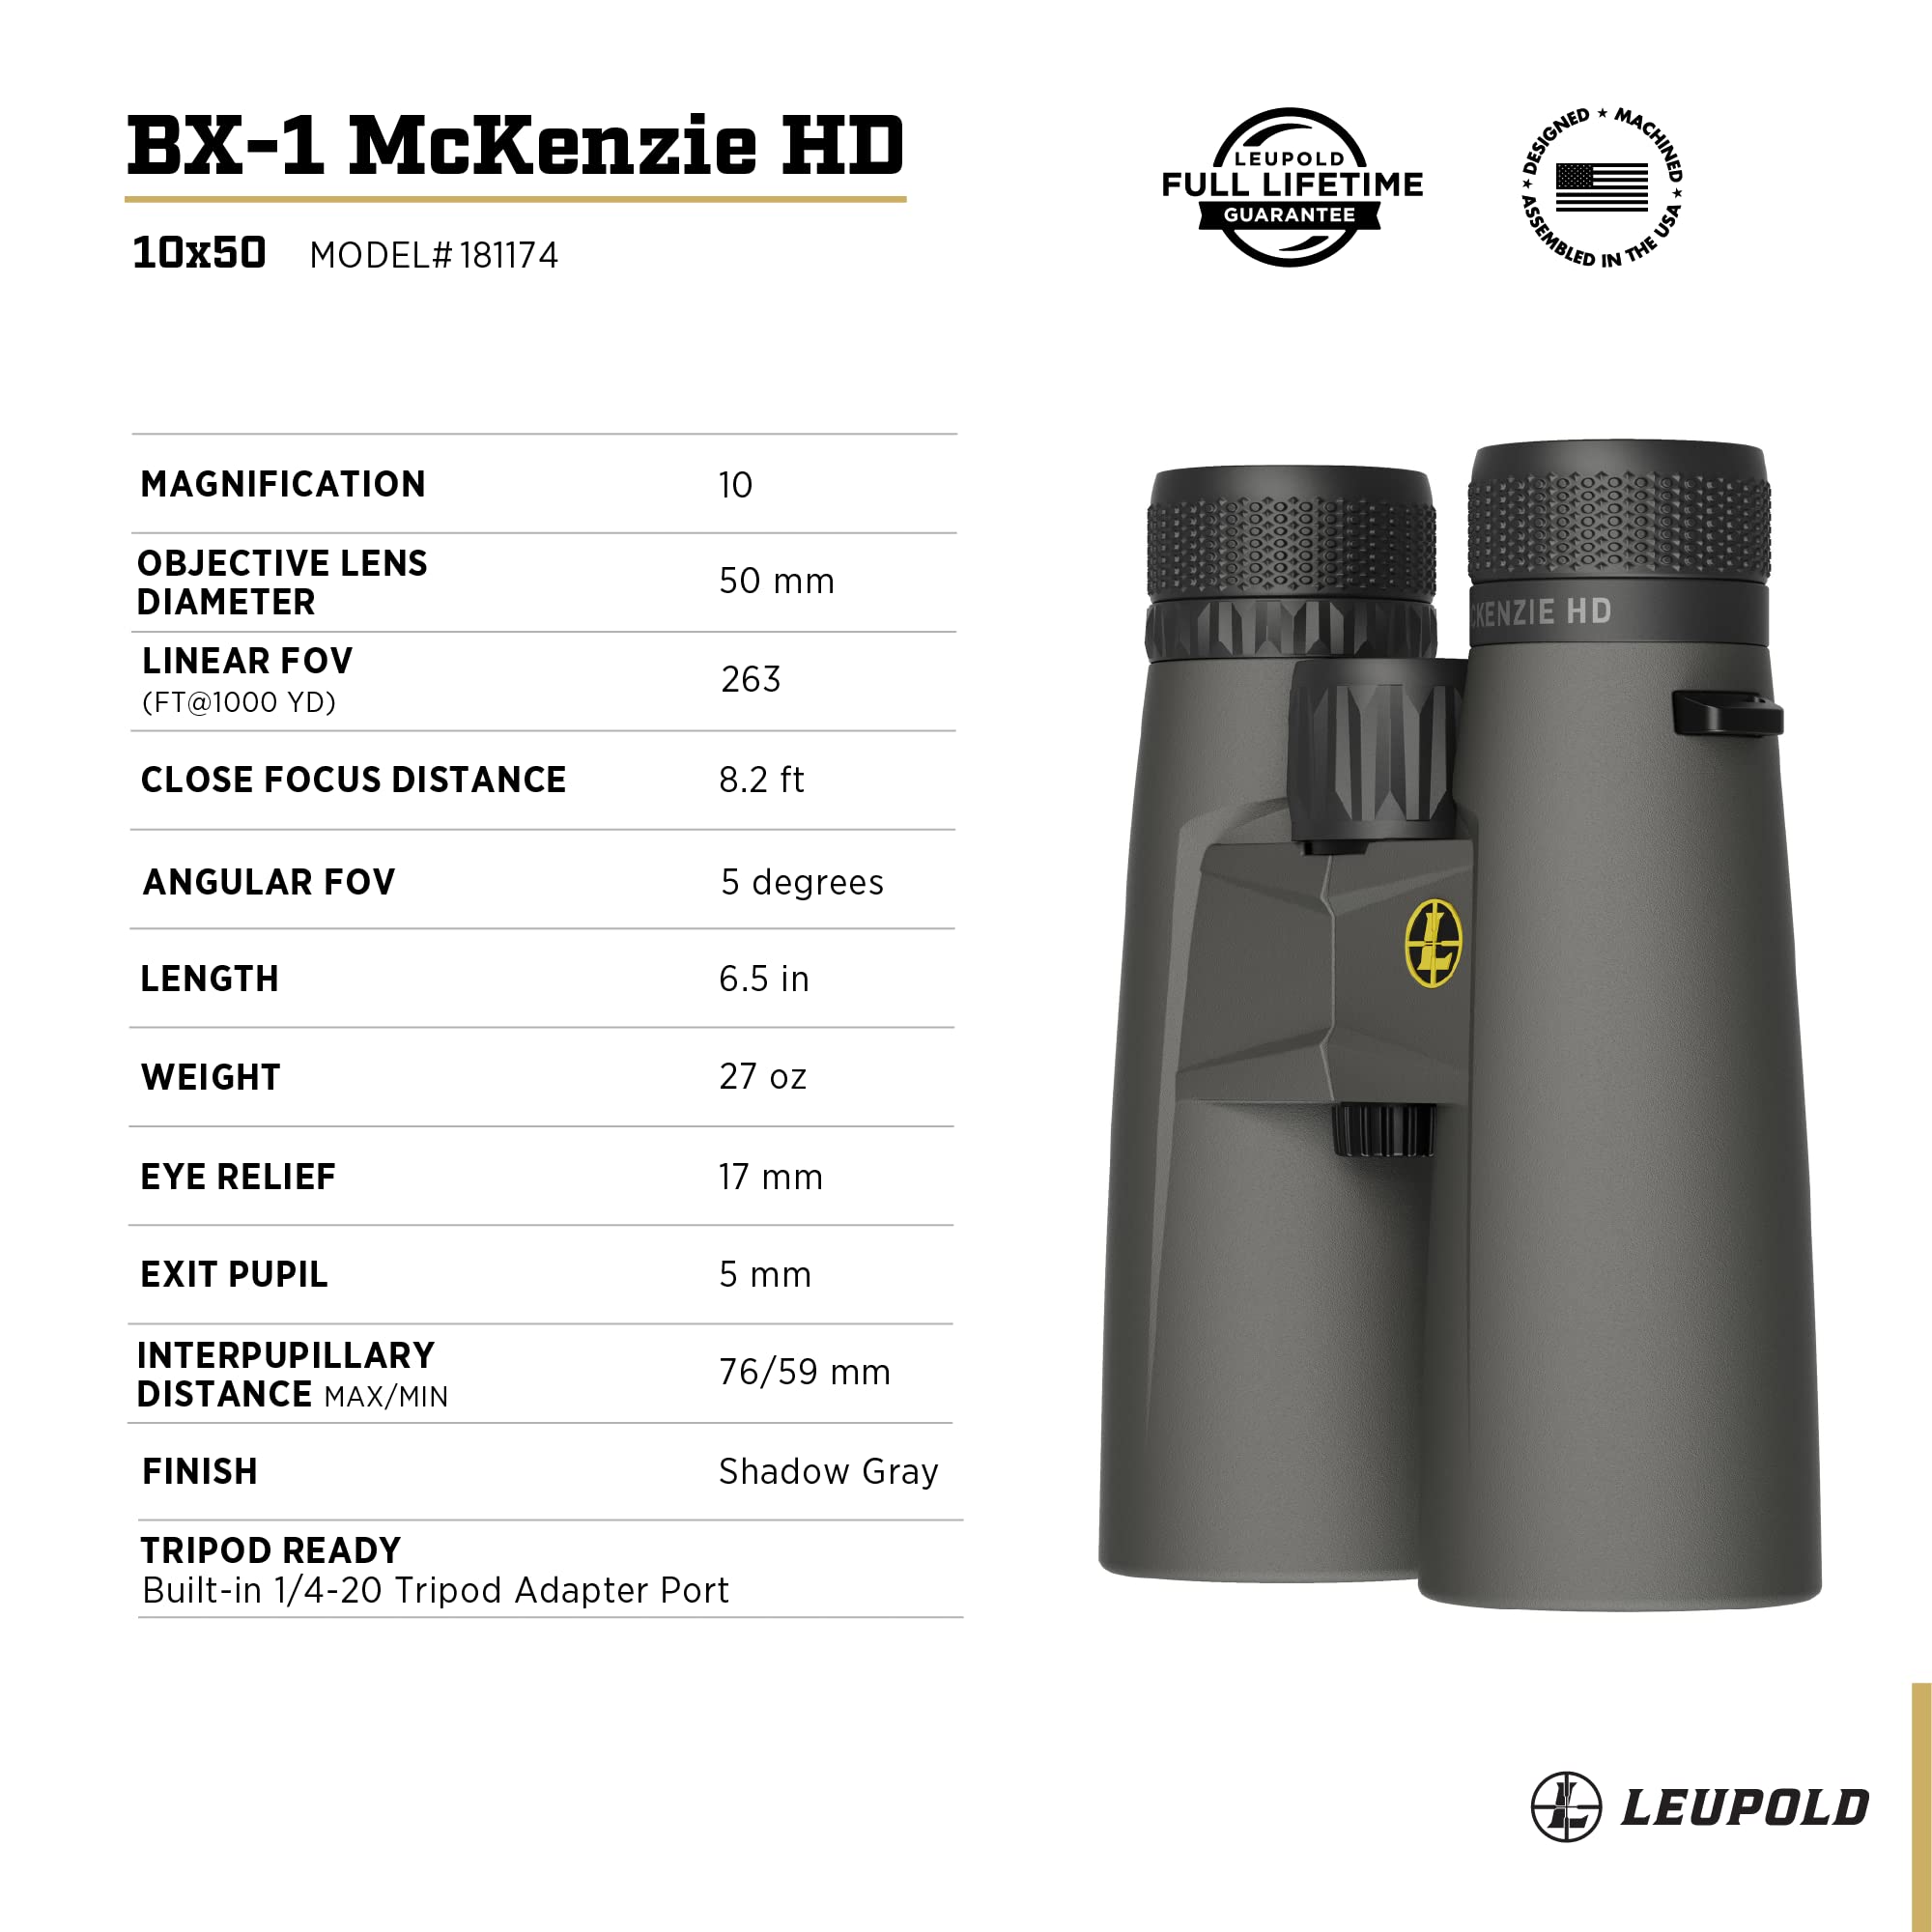 BX-1 McKenzie HD
10x50 MODEL# 181174
LEUPOLD
FULL LIFETIME
GUARANTEE
DESIGNED ★ MACHINED ★ ASSEMBLED IN THE USA ★
MAGNIFICATION 10
OBJECTIVE LENS
DIAMETER 50 mm
LINEAR FOV
(FT@1000 YD) 263
CLOSE FOCUS DISTANCE 8.2 ft
ANGULAR FOV 5 degrees
LENGTH 6.5 in
WEIGHT 27 oz
EYE RELIEF 17 mm
EXIT PUPIL 5 mm
INTERPUPILLARY
DISTANCE MAX/MIN 76/59 mm
FINISH Shadow Gray
TRIPOD READY
Built-in 1/4-20 Tripod Adapter Port
CKENZIE HD
L
L LEUPOLD